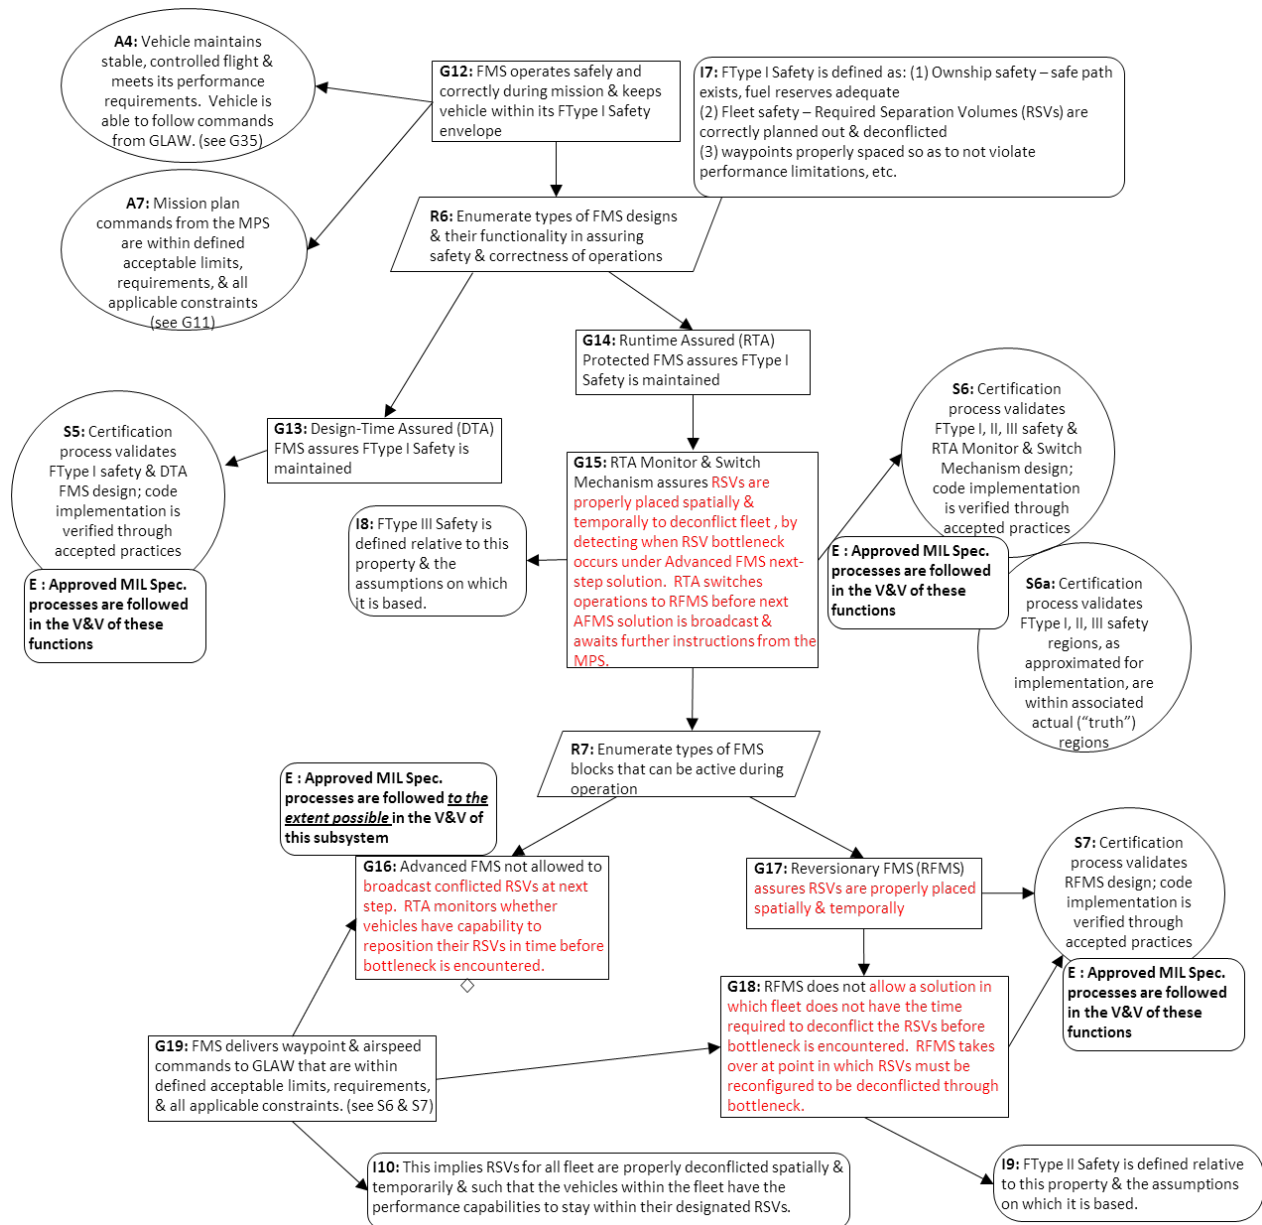 A4: Vehicle maintains
stable, controlled flight &
meets its performance
requirements. Vehicle is
able to follow commands
from GLAW. (see G35)
G12: FMS operates safely and
correctly during mission & keeps
vehicle within its FType I Safety
envelope
I7: FType I Safety is defined as: (1) Ownship safety – safe path
exists, fuel reserves adequate
(2) Fleet safety – Required Separation Volumes (RSVs) are
correctly planned out & deconflicted
(3) waypoints properly spaced so as to not violate
performance limitations, etc.
A7: Mission plan
commands from the MPS
are within defined
acceptable limits,
requirements, & all
applicable constraints
(see G11)
R6: Enumerate types of FMS designs
& their functionality in assuring
safety & correctness of operations
G14: Runtime Assured (RTA)
Protected FMS assures FType I
Safety is maintained
S5: Certification
process validates
FType I safety & DTA
FMS design; code
implementation is
verified through
accepted practices
E : Approved MIL Spec.
processes are followed
in the V&V of these
functions
G13: Design-Time Assured (DTA)
FMS assures FType I Safety is
maintained
I8: FType III Safety is
defined relative to this
property & the
assumptions on which
it is based.
G15: RTA Monitor & Switch
Mechanism assures RSVs are
properly placed spatially &
temporally to deconflict fleet , by
detecting when RSV bottleneck
occurs under Advanced FMS next-
step solution. RTA switches
operations to RFMS before next
AFMS solution is broadcast &
awaits further instructions from the
MPS.
S6: Certification
process validates
FType I, II, III safety &
RTA Monitor & Switch
Mechanism design;
code implementation
is verified through
accepted practices
E : Approved MIL Spec.
processes are followed
in the V&V of these
functions
S6a: Certification
process validates
FType I, II, III safety
regions, as
approximated for
implementation, are
within associated
actual (“truth”)
regions
R7: Enumerate types of FMS
blocks that can be active during
operation
E : Approved MIL Spec.
processes are followed to the
extent possible in the V&V of
this subsystem
G16: Advanced FMS not allowed to
broadcast conflicted RSVs at next
step. RTA monitors whether
vehicles have capability to
reposition their RSVs in time before
bottleneck is encountered.
G17: Reversionary FMS (RFMS)
assures RSVs are properly placed
spatially & temporally
S7: Certification
process validates
RFMS design; code
implementation is
verified through
accepted practices
E : Approved MIL Spec.
processes are followed
in the V&V of these
functions
G18: RFMS does not allow a solution
in which fleet does not have the time
required to deconflict the RSVs before
bottleneck is encountered. RFMS takes
over at point in which RSVs must be
reconfigured to be deconflicted through
bottleneck.
G19: FMS delivers waypoint & airspeed
commands to GLAW that are within
defined acceptable limits, requirements,
& all applicable constraints. (see S6 & S7)
I10: This implies RSVs for all fleet are properly deconflicted spatially &
temporarily & such that the vehicles within the fleet have the
performance capabilities to stay within their designated RSVs.
I9: FType II Safety is defined relative
to this property & the assumptions
on which it is based.